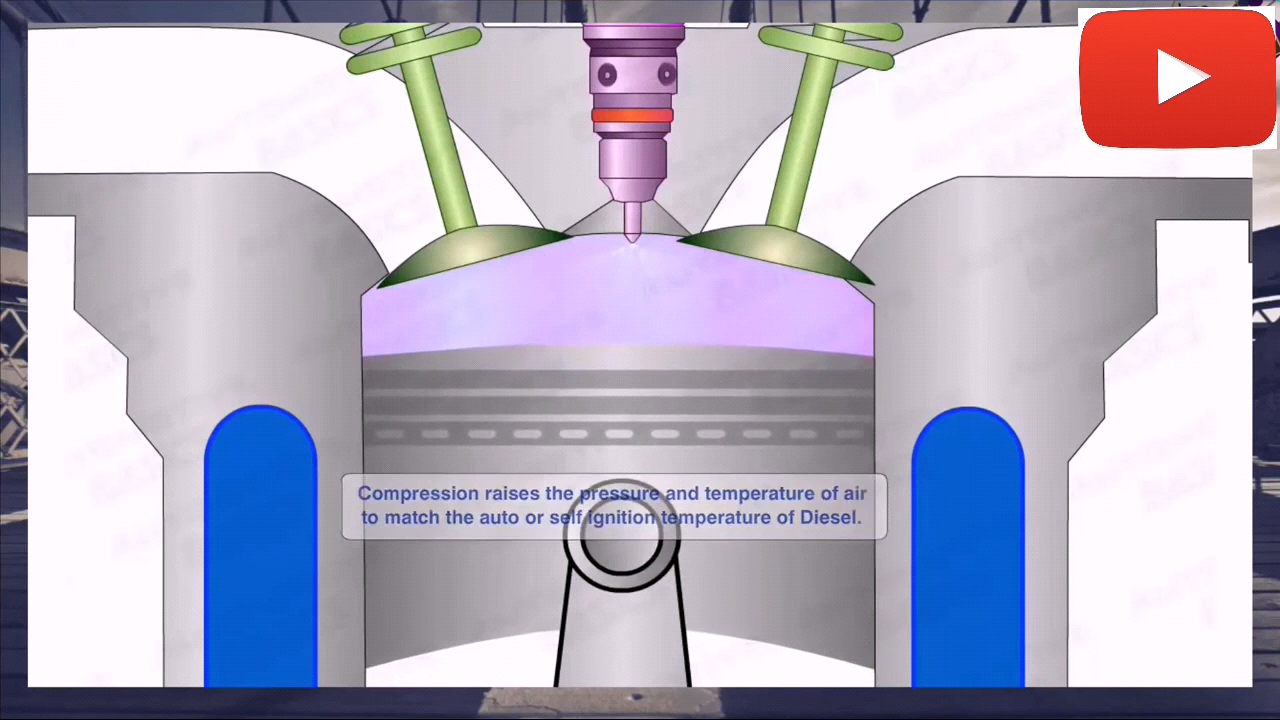 Compression raises the pressure and temperature of air
to match the auto or self ignition temperature of Diesel.